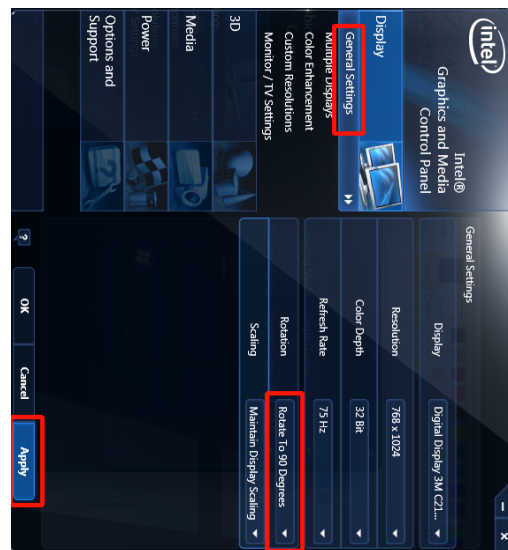 intel
Intel®
Graphics and Media
Control Panel
Display
General Settings
Multiple Displays
Color Enhancement
Custom Resolutions
Monitor / TV Settings
3D
Media
Power
Options and
Support
General Settings
Display
Digital Display 3M C21...
Resolution
768 x 1024
Color Depth
32 Bit
Refresh Rate
75 Hz
Rotation
Rotate To 90 Degrees
Scaling
Maintain Display Scaling
?
OK
Cancel
Apply